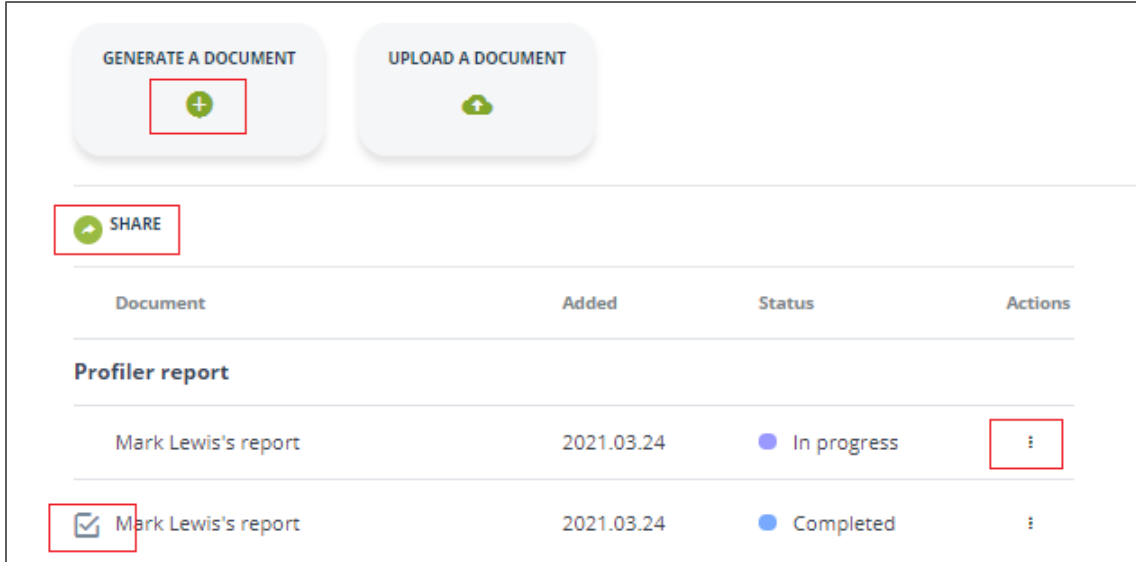 GENERATE A DOCUMENT UPLOAD A DOCUMENT
SHARE
Document Added Status Actions
Profiler report
Mark Lewis's report 2021.03.24 In progress
Mark Lewis's report 2021.03.24 Completed